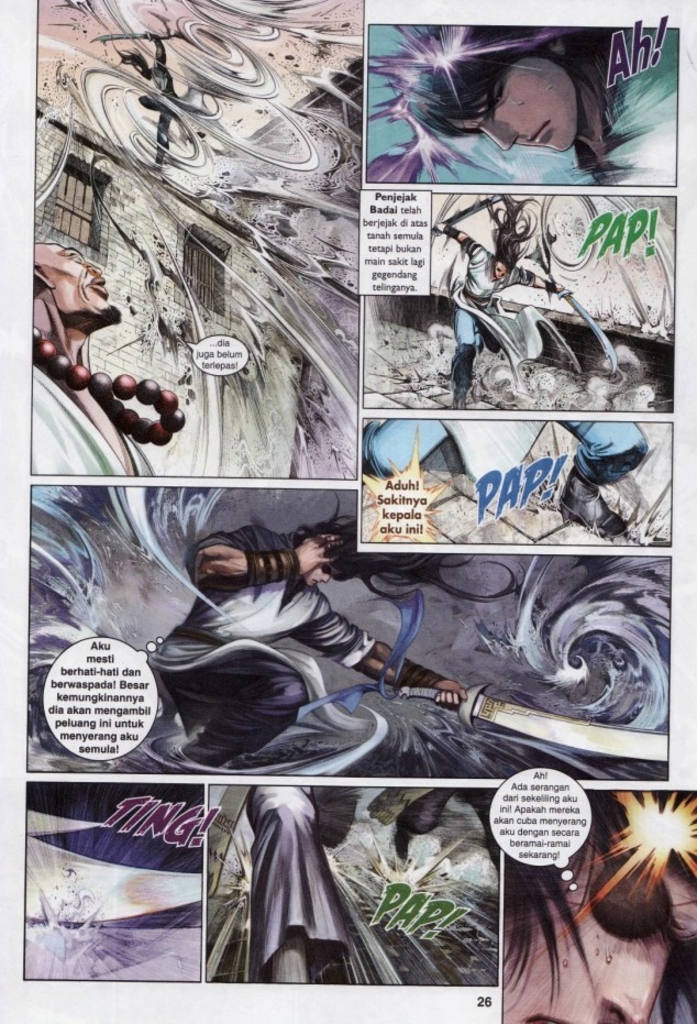 ...dia
juga belum
terlepas!
Ah!
Penjejak
Badai telah
berjejak di atas
tanah semula
tetapi bukan
main sakit lagi
gegendang
telinganya.
PAP!
Aduh!
Sakitnya
kepala
aku ini!
PAP!
Aku
mesti
berhati-hati dan
berwaspada! Besar
kemungkinannya
dia akan mengambil
peluang ini untuk
menyerang aku
semula!
TING!
PAP!
Ah!
Ada serangan
dari sekeliling aku
ini! Apakah mereka
akan cuba menyerang
aku dengan secara
beramai-ramai
sekarang!
26